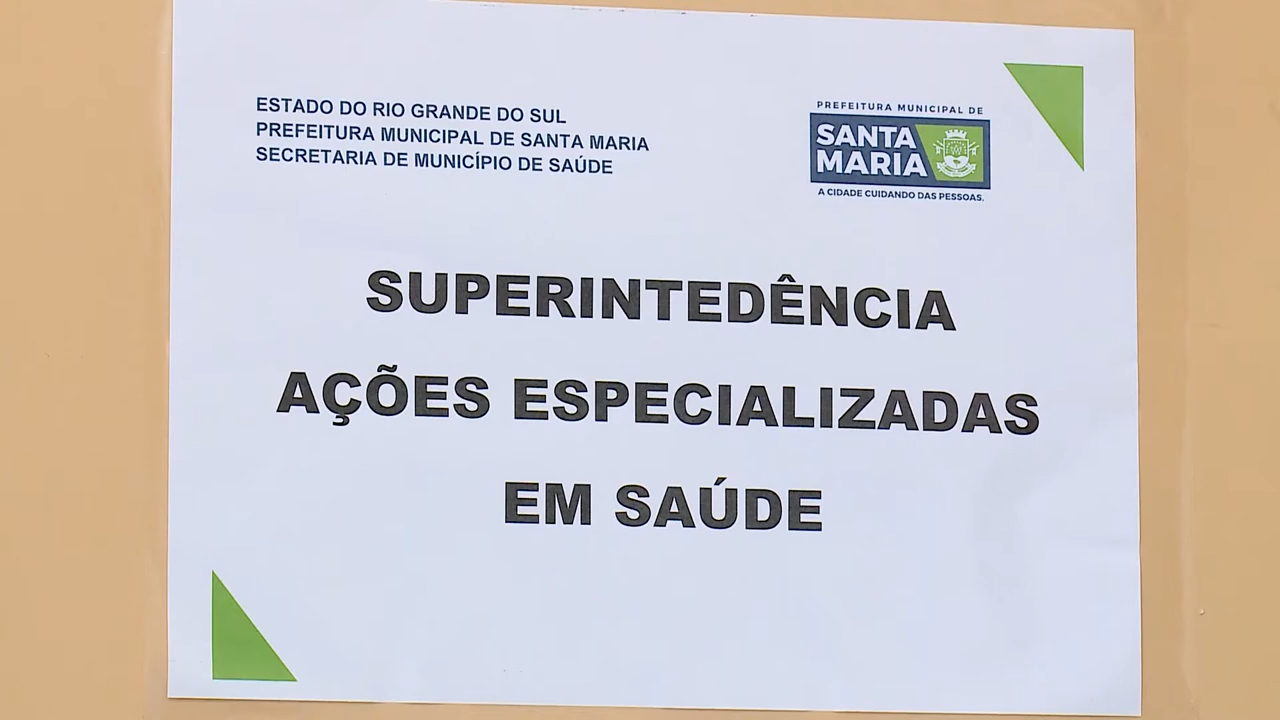 ESTADO DO RIO GRANDE DO SUL
PREFEITURA MUNICIPAL DE SANTA MARIA
SECRETARIA DE MUNICÍPIO DE SAÚDE
PREFEITURA MUNICIPAL DE
SANTA
MARIA
A CIDADE CUIDANDO DAS PESSOAS.
SUPERINTEDÊNCIA
AÇÕES ESPECIALIZADAS
EM SAÚDE